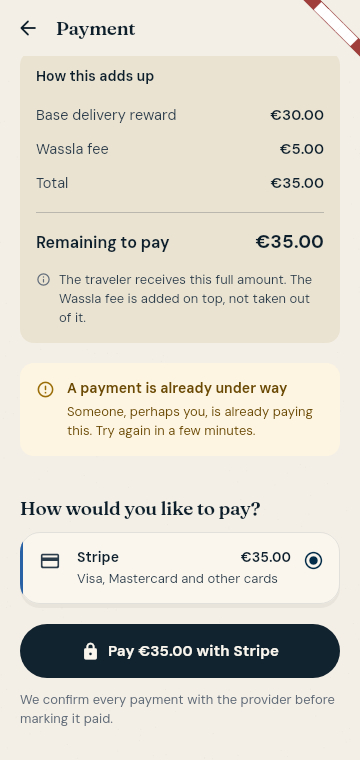 Payment
How this adds up
Base delivery reward €30.00
Wassla fee €5.00
Total €35.00
Remaining to pay €35.00
The traveler receives this full amount. The
Wassla fee is added on top, not taken out
of it.
A payment is already under way
Someone, perhaps you, is already paying
this. Try again in a few minutes.
How would you like to pay?
Stripe €35.00
Visa, Mastercard and other cards
Pay €35.00 with Stripe
We confirm every payment with the provider before
marking it paid.